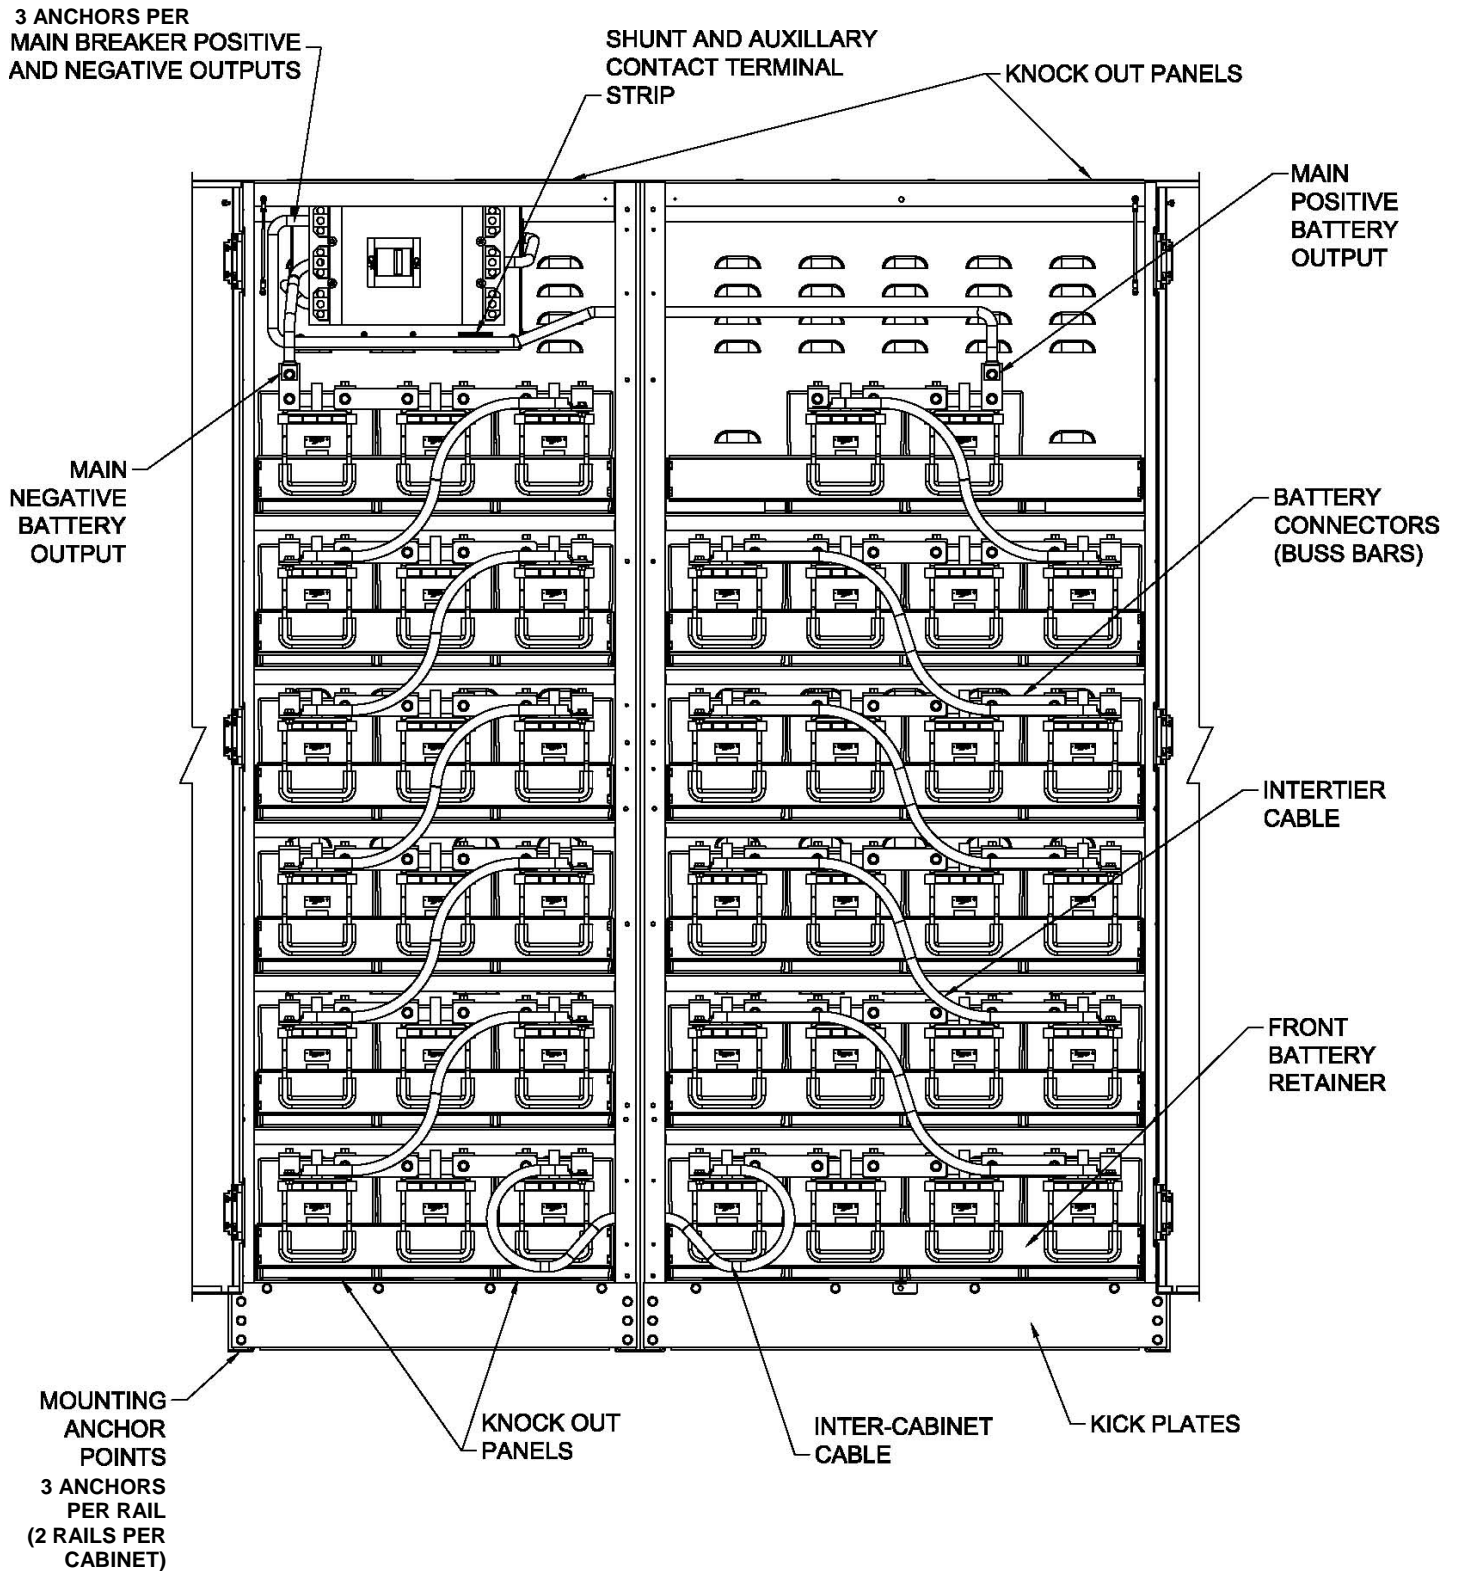 3 ANCHORS PER
MAIN BREAKER POSITIVE
AND NEGATIVE OUTPUTS
SHUNT AND AUXILLARY
CONTACT TERMINAL
STRIP
KNOCK OUT PANELS
MAIN
POSITIVE
BATTERY
OUTPUT
MAIN
NEGATIVE
BATTERY
OUTPUT
BATTERY
CONNECTORS
(BUSS BARS)
INTERTIER
CABLE
FRONT
BATTERY
RETAINER
MOUNTING
ANCHOR
POINTS
3 ANCHORS
PER RAIL
(2 RAILS PER
CABINET)
KNOCK OUT
PANELS
INTER-CABINET
CABLE
KICK PLATES